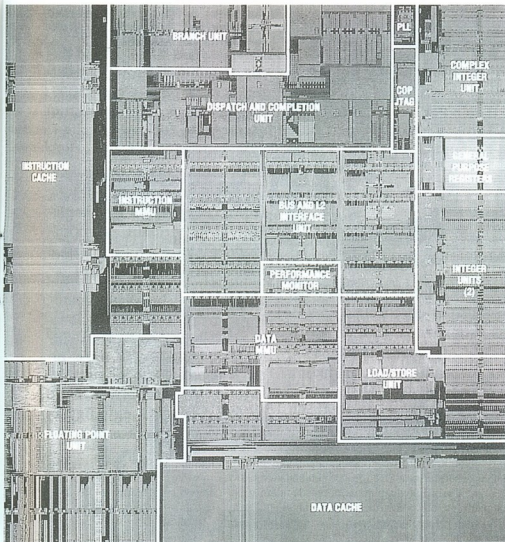 BRANCH UNIT
PLL
COMPLEX
INTEGER
UNIT
COP
JTAG
DISPATCH AND COMPLETION
UNIT
INSTRUCTION
CACHE
GENERAL
PURPOSE
REGISTERS
INSTRUCTION
MMU
BUS AND L2
INTERFACE
UNIT
PERFORMANCE
MONITOR
INTEGER
UNITS
(2)
DATA
MMU
LOAD/STORE
UNIT
FLOATING POINT
UNIT
DATA CACHE